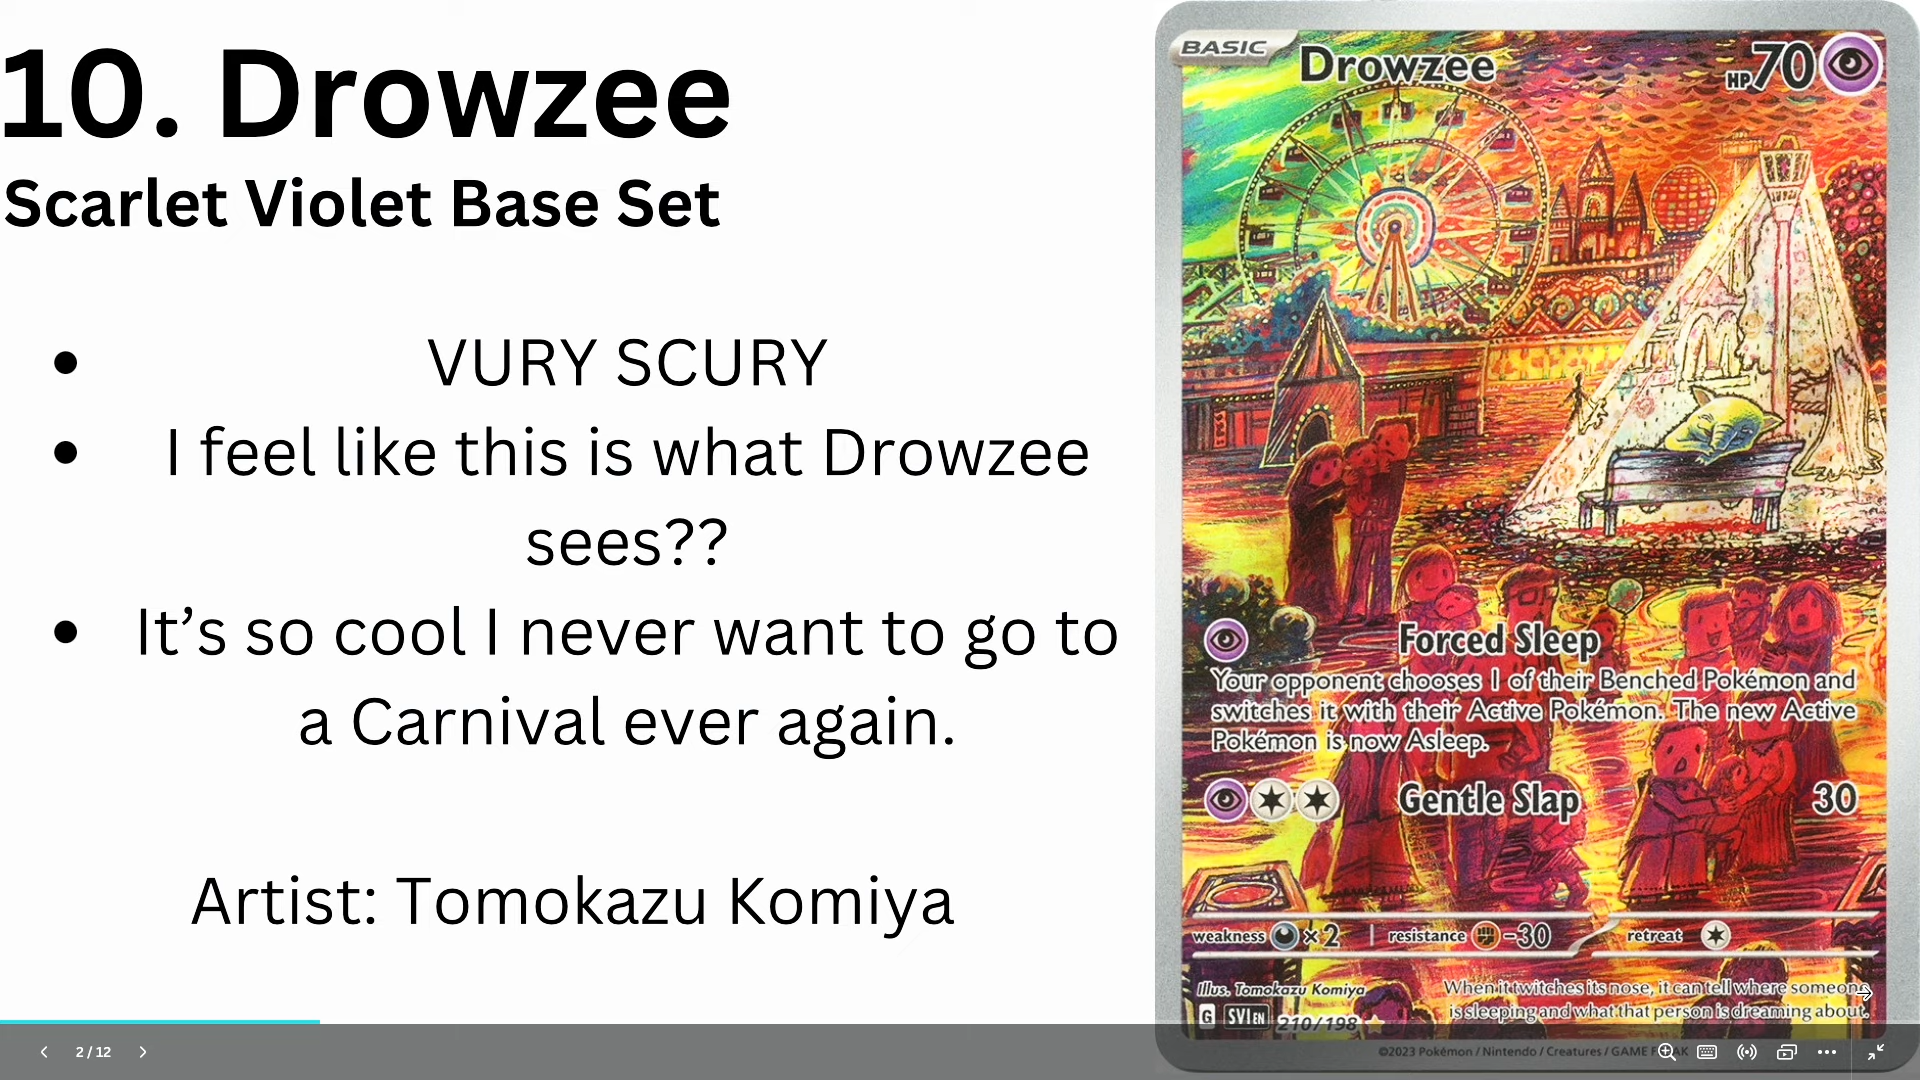 10. Drowzee
Scarlet Violet Base Set
• VURY SCURY
• I feel like this is what Drowzee
sees??
• It’s so cool I never want to go to
a Carnival ever again.
Artist: Tomokazu Komiya
BASIC
Drowzee
HP 70
Forced Sleep
Your opponent chooses 1 of their Benched Pokémon and
switches it with their Active Pokémon. The new Active
Pokémon is now Asleep.
Gentle Slap 30
weakness ×2 resistance -30 retreat
Illus. Tomokazu Komiya
When it twitches its nose, it can tell where someone
is sleeping and what that person is dreaming about.
G SVI EN 210/198
©2023 Pokémon / Nintendo / Creatures / GAME FREAK
2 / 12